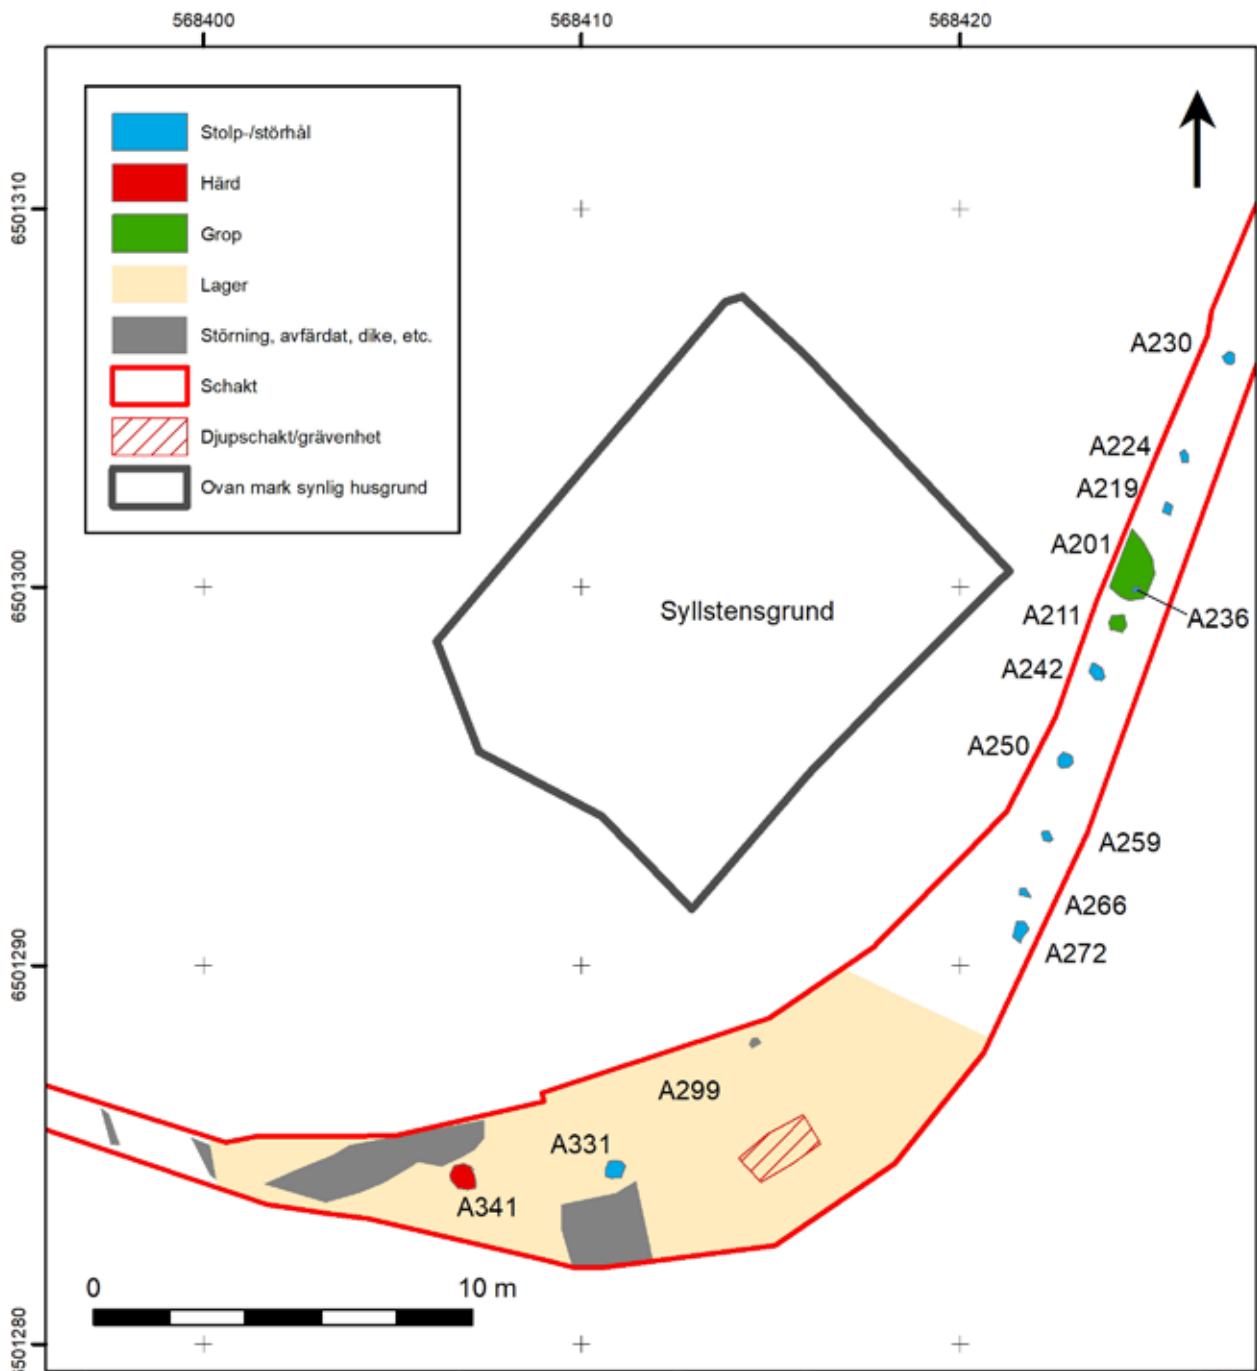 568400
568410
568420
6501310
6501300
6501290
6501280
Stolp-/störhål
Härd
Grop
Lager
Störning, avfärdat, dike, etc.
Schakt
Djupschakt/grävenhet
Ovan mark synlig husgrund
A230
A224
A219
A201
A211
A236
A242
Syllstensgrund
A250
A259
A266
A272
A299
A331
A341
0
10 m